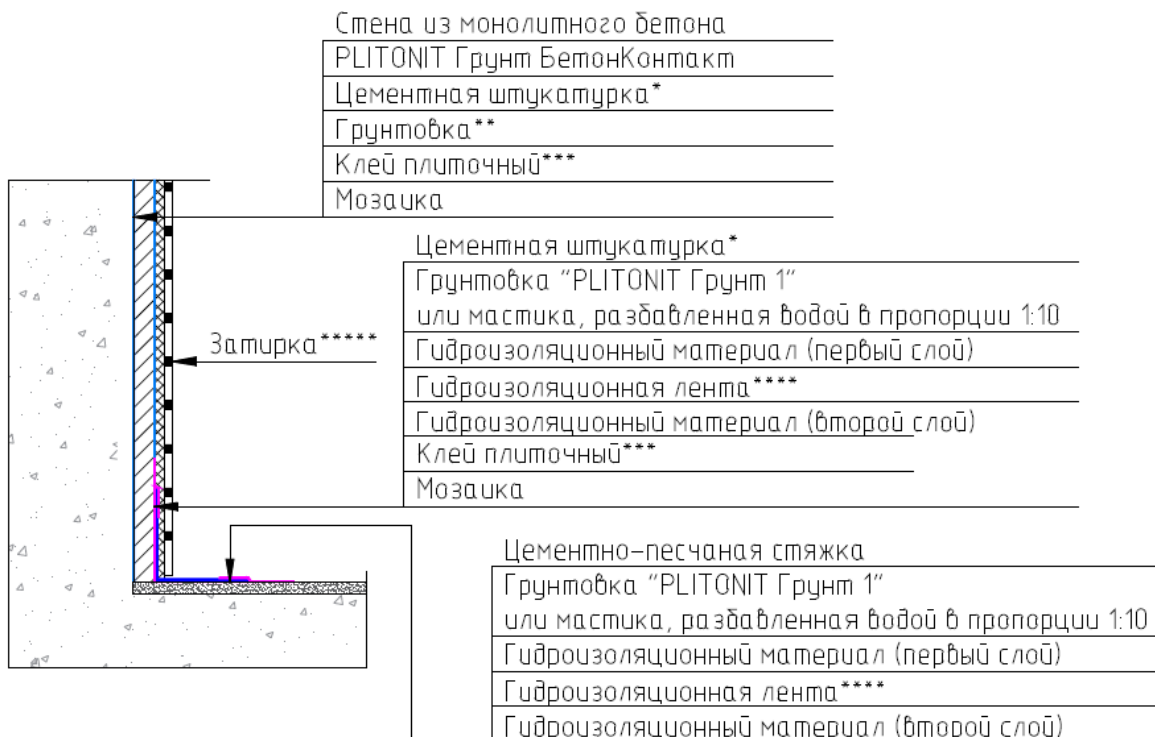 Стена из монолитного бетона
PLITONIT Грунт БетонКонтакт
Цементная штукатурка*
Грунтовка**
Клей плиточный***
Мозаика
Цементная штукатурка*
Грунтовка "PLITONIT Грунт 1"
или мастика, разбавленная водой в пропорции 1:10
Гидроизоляционный материал (первый слой)
Гидроизоляционная лента****
Гидроизоляционный материал (второй слой)
Клей плиточный***
Мозаика
Затирка*****
Цементно-песчаная стяжка
Грунтовка "PLITONIT Грунт 1"
или мастика, разбавленная водой в пропорции 1:10
Гидроизоляционный материал (первый слой)
Гидроизоляционная лента****
Гидроизоляционный материал (второй слой)